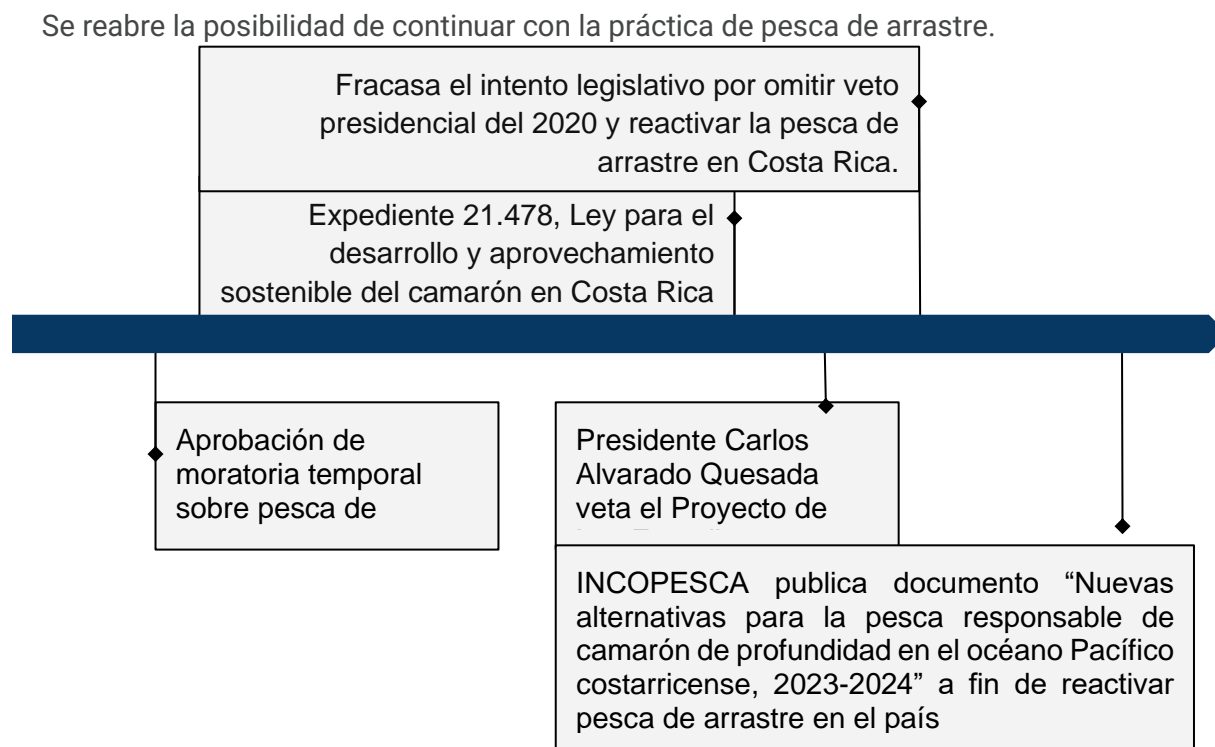 Se reabre la posibilidad de continuar con la práctica de pesca de arrastre.
Fracasa el intento legislativo por omitir veto
presidencial del 2020 y reactivar la pesca de
arrastre en Costa Rica.
Expediente 21.478, Ley para el
desarrollo y aprovechamiento
sostenible del camarón en Costa Rica
Aprobación de
moratoria temporal
sobre pesca de
Presidente Carlos
Alvarado Quesada
veta el Proyecto de
INCOPESCA publica documento “Nuevas
alternativas para la pesca responsable de
camarón de profundidad en el océano Pacífico
costarricense, 2023-2024” a fin de reactivar
pesca de arrastre en el país